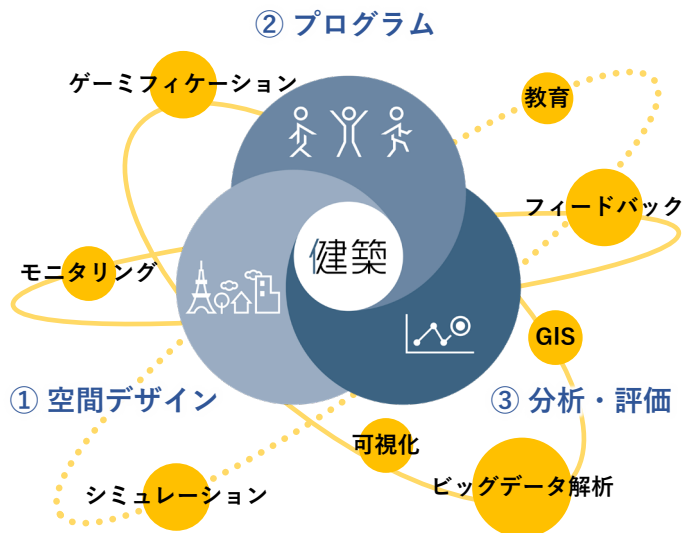 ② プログラム
ゲーミフィケーション
教育
フィードバック
健築
モニタリング
GIS
① 空間デザイン
③ 分析・評価
可視化
シミュレーション
ビッグデータ解析